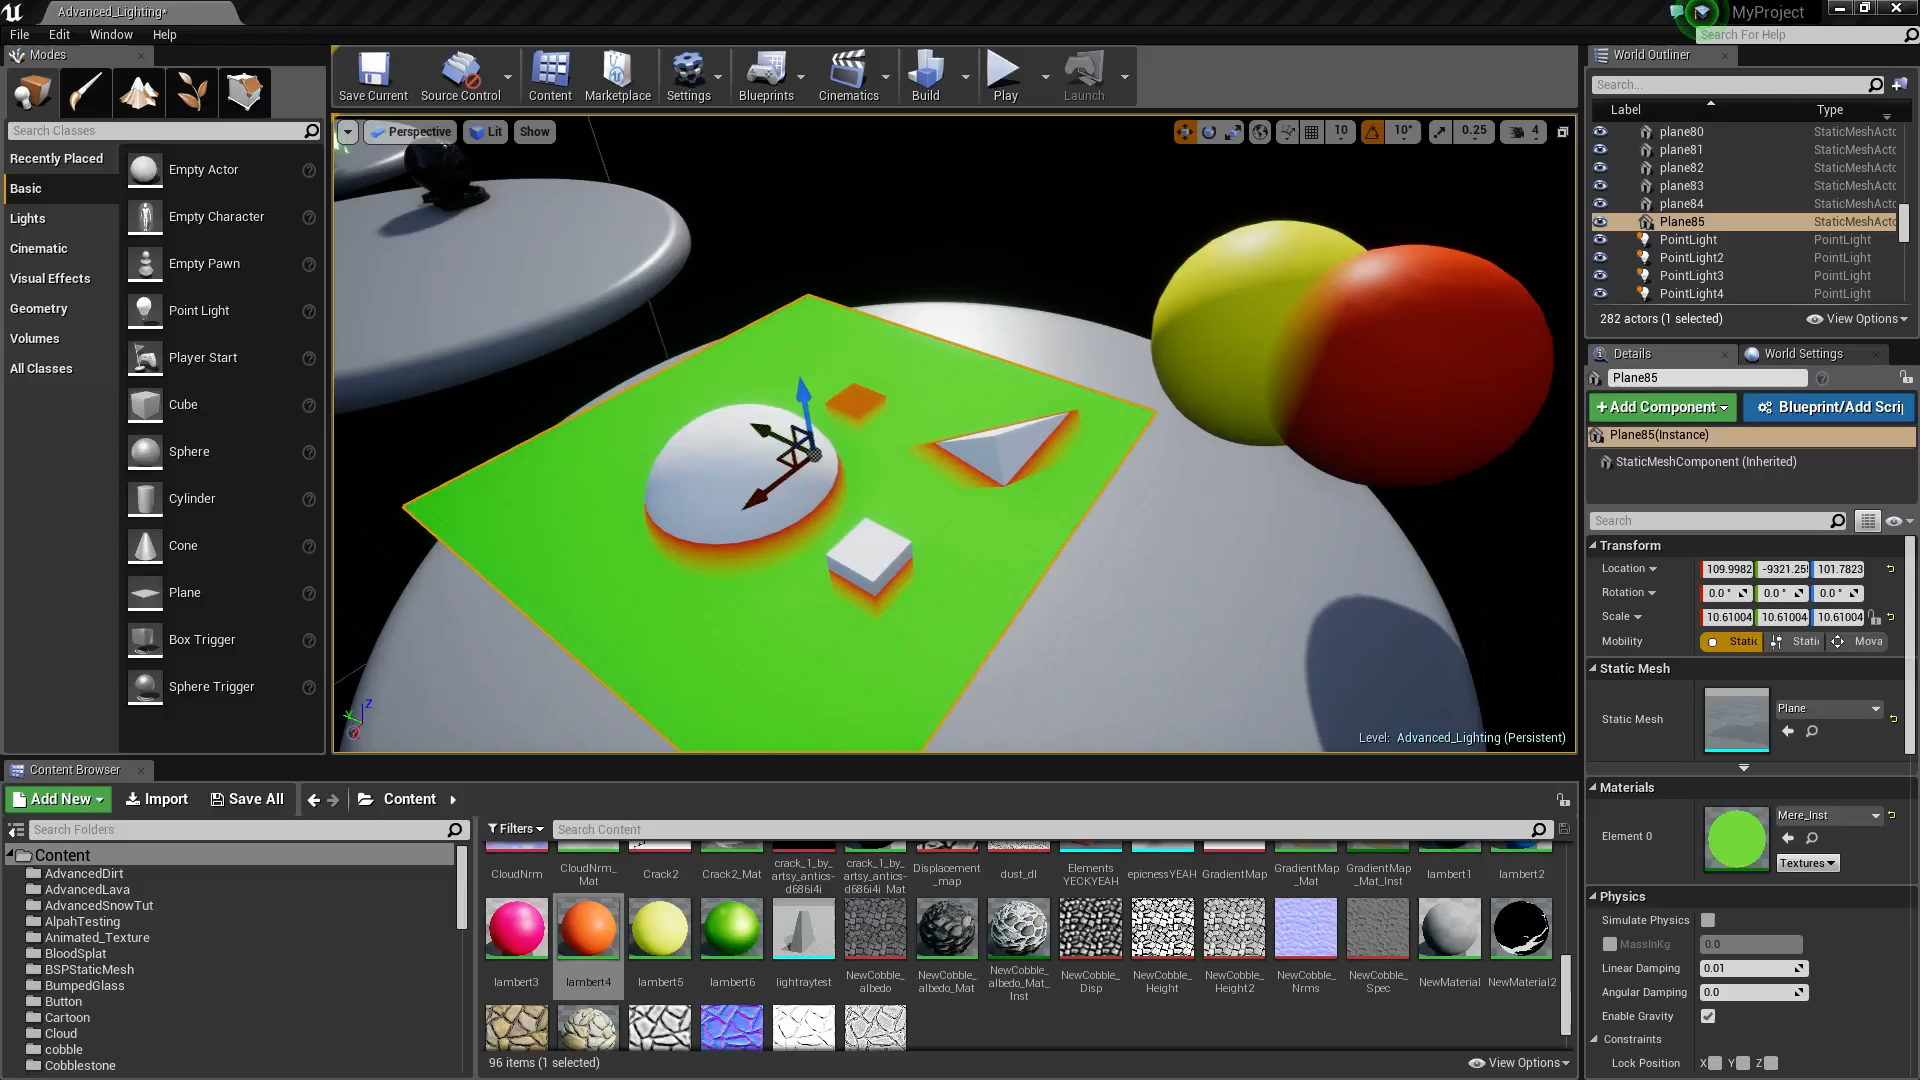 Advanced_Lighting*
MyProject
File Edit Window Help
Search For Help
Modes
Search Classes
Recently Placed
Basic
Lights
Cinematic
Visual Effects
Geometry
Volumes
All Classes
Empty Actor
Empty Character
Empty Pawn
Point Light
Player Start
Cube
Sphere
Cylinder
Cone
Plane
Box Trigger
Sphere Trigger
Save Current Source Control Content Marketplace Settings Blueprints Cinematics Build Play Launch
Perspective Lit Show 10 10° 0.25 4
Z
Level: Advanced_Lighting (Persistent)
World Outliner
Search...
Label Type
plane80 StaticMeshActo
plane81 StaticMeshActo
plane82 StaticMeshActo
plane83 StaticMeshActo
plane84 StaticMeshActo
Plane85 StaticMeshActo
PointLight PointLight
PointLight2 PointLight
PointLight3 PointLight
PointLight4 PointLight
282 actors (1 selected) View Options
Details World Settings
Plane85
+Add Component Blueprint/Add Scri
Plane85(Instance)
StaticMeshComponent (Inherited)
Search
Transform
Location 109.9982 -9321.25 101.7823
Rotation 0.0 ° 0.0 ° 0.0 °
Scale 10.61004 10.61004 10.61004
Mobility Static Stati Mova
Static Mesh
Static Mesh Plane
Materials
Element 0 Mere_Inst
Textures
Physics
Simulate Physics
MassInKg 0.0
Linear Damping 0.01
Angular Damping 0.0
Enable Gravity
Constraints
Lock Position X Y Z
Content Browser
Add New Import Save All Content
Search Folders
Content
AdvancedDirt
AdvancedLava
AdvancedSnowTut
AlpahTesting
Animated_Texture
BloodSplat
BSPStaticMesh
BumpedGlass
Button
Cartoon
Cloud
cobble
Cobblestone
Filters Search Content
CloudNrm
CloudNrm_
Mat
Crack2
Crack2_Mat
crack_1_by_
artsy_antics-
d686i4i
crack_1_by_
artsy_antics-
d686i4i_Mat
Displacement
_map
dust_dl
Elements
YECKYEAH
epicnessYEAH
GradientMap
GradientMap
_Mat
GradientMap
_Mat_Inst
lambert1
lambert2
lambert3
lambert4
lambert5
lambert6
lightraytest
NewCobble_
albedo
NewCobble_
albedo_Mat
NewCobble_
albedo_Mat_
Inst
NewCobble_
Disp
NewCobble_
Height
NewCobble_
Height2
NewCobble_
Nrms
NewCobble_
Spec
NewMaterial
NewMaterial2
96 items (1 selected) View Options